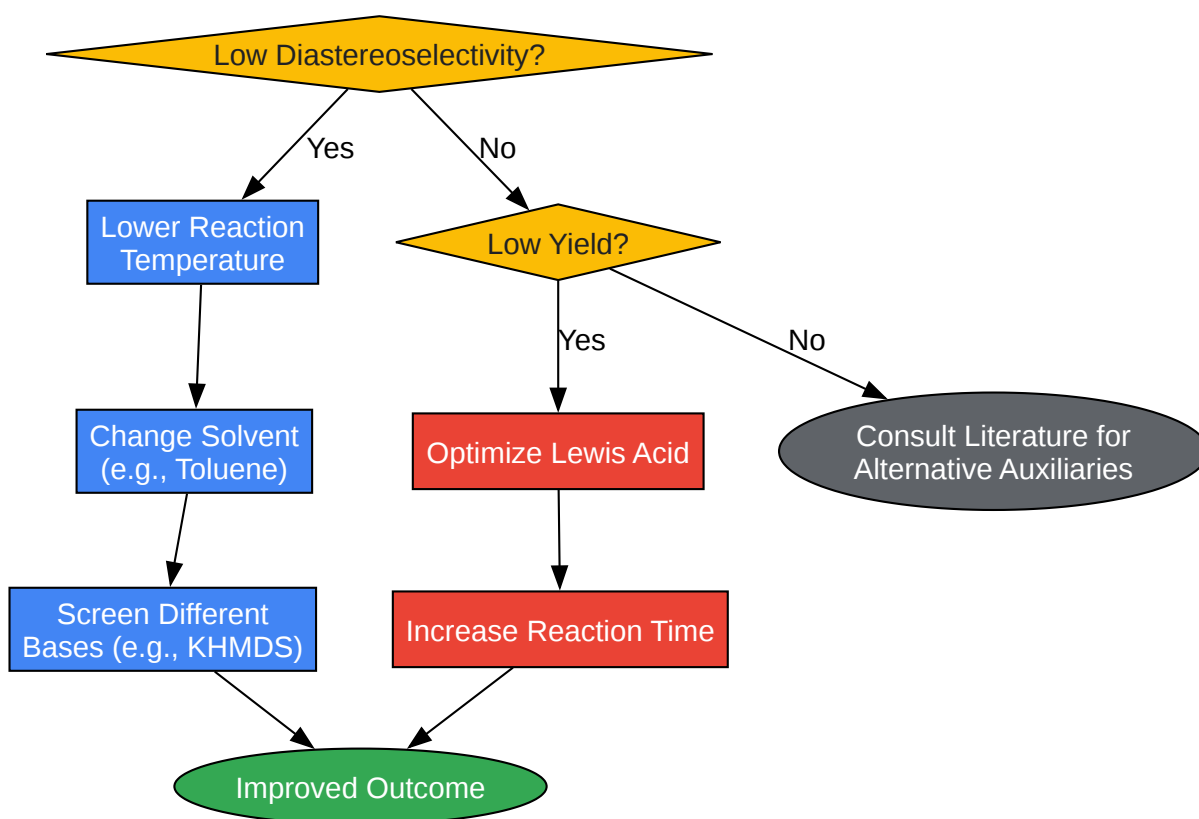 Low Diastereoselectivity?
Yes
No
Lower Reaction
Temperature
Low Yield?
Yes
No
Change Solvent
(e.g., Toluene)
Optimize Lewis Acid
Consult Literature for
Alternative Auxiliaries
Screen Different
Bases (e.g., KHMDS)
Increase Reaction Time
Improved Outcome